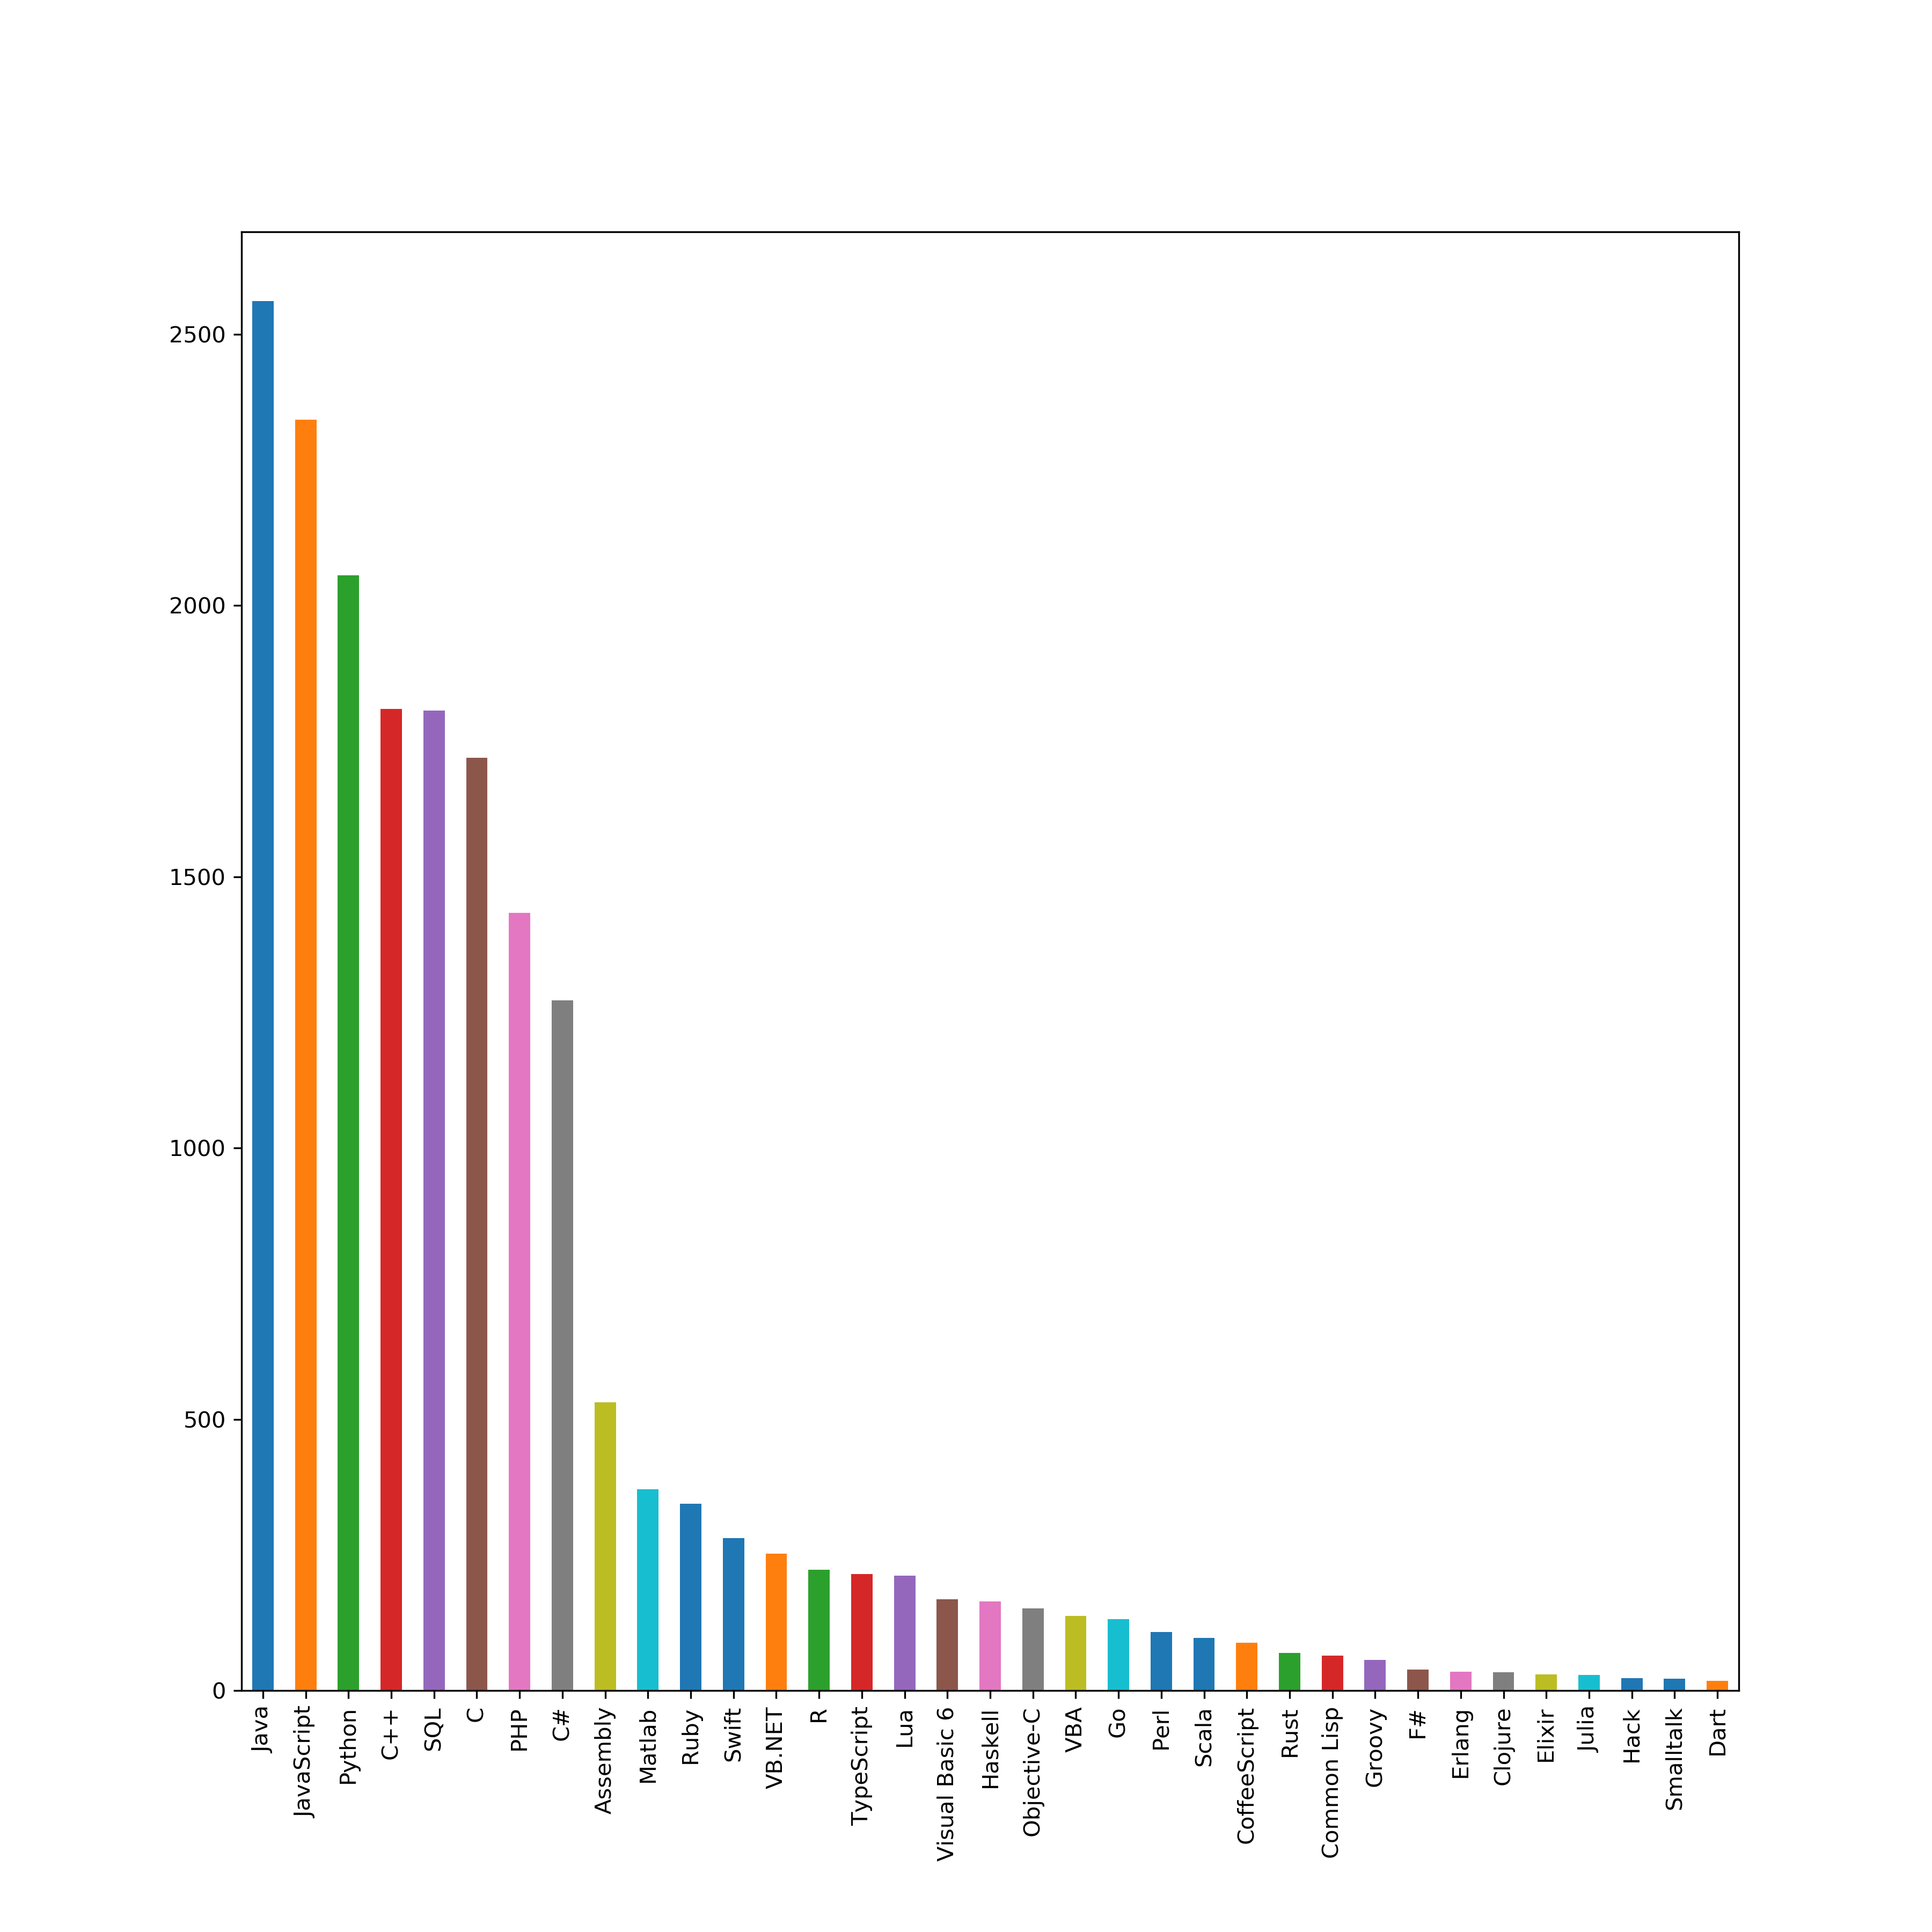 2500
2000
1500
1000
500
0
Java
JavaScript
Python
C++
SQL
C
PHP
C#
Assembly
Matlab
Ruby
Swift
VB.NET
R
TypeScript
Lua
Visual Basic 6
Haskell
Objective-C
VBA
Go
Perl
Scala
CoffeeScript
Rust
Common Lisp
Groovy
F#
Erlang
Clojure
Elixir
Julia
Hack
Smalltalk
Dart